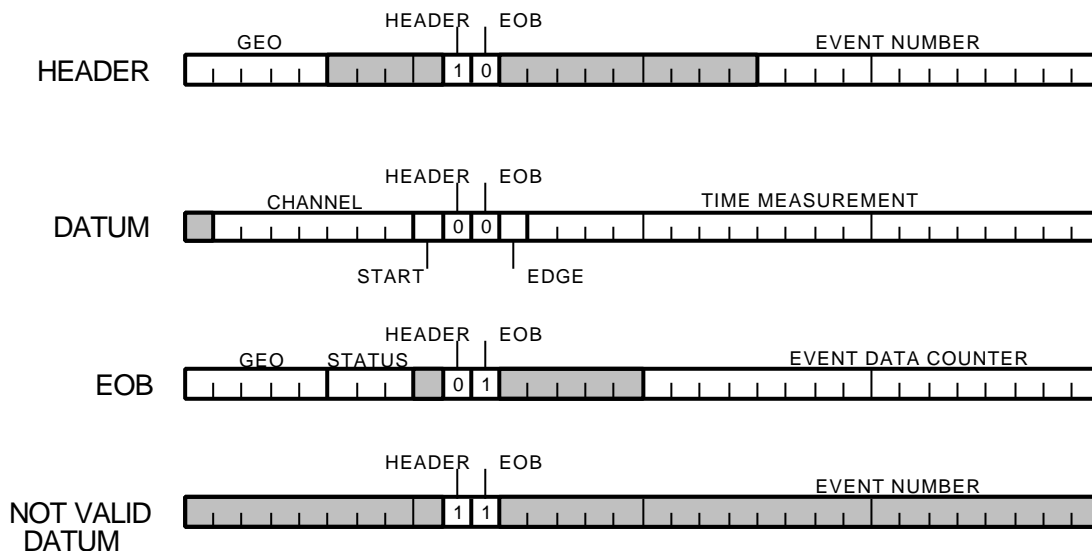 HEADER EOB
GEO EVENT NUMBER
HEADER 1 0
HEADER EOB
CHANNEL TIME MEASUREMENT
DATUM 0 0
START EDGE
HEADER EOB
GEO STATUS EVENT DATA COUNTER
EOB 0 1
HEADER EOB
EVENT NUMBER
NOT VALID 1 1
DATUM